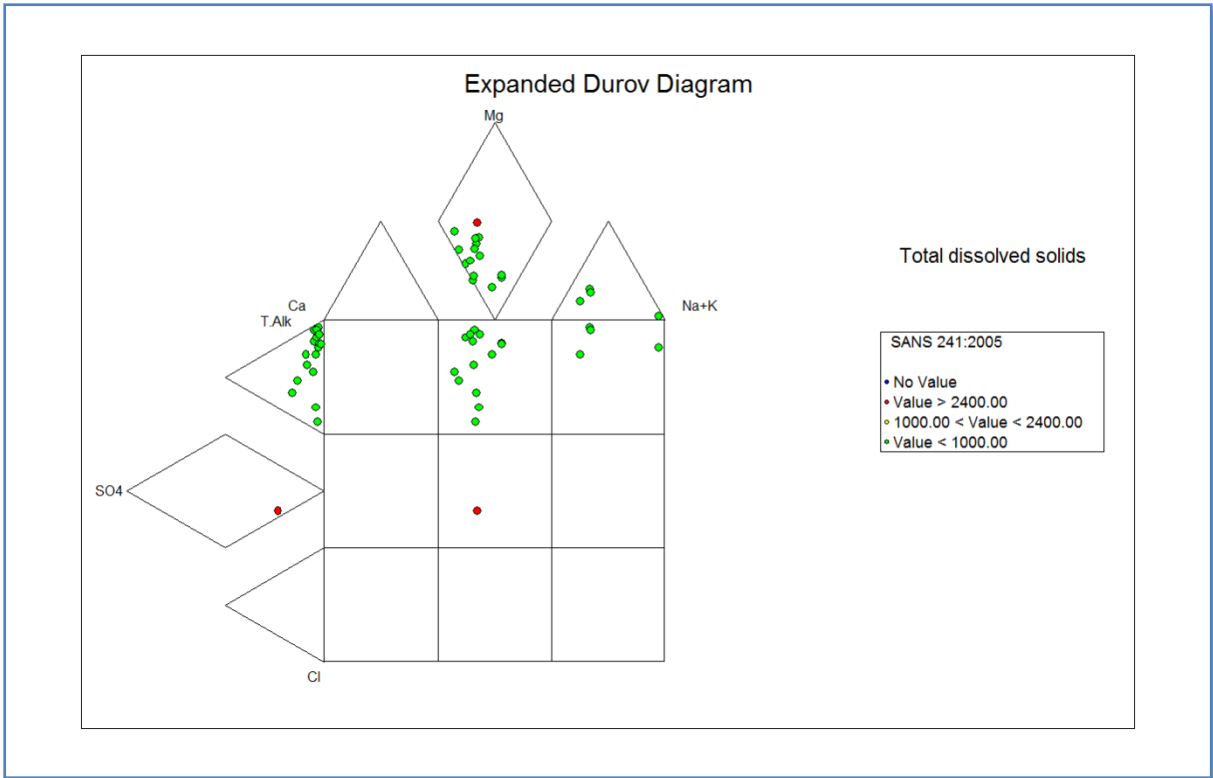 Expanded Durov Diagram
Mg
Total dissolved solids
Ca
Na+K
T.Alk
SANS 241:2005
No Value
Value > 2400.00
1000.00 < Value < 2400.00
Value < 1000.00
SO4
Cl